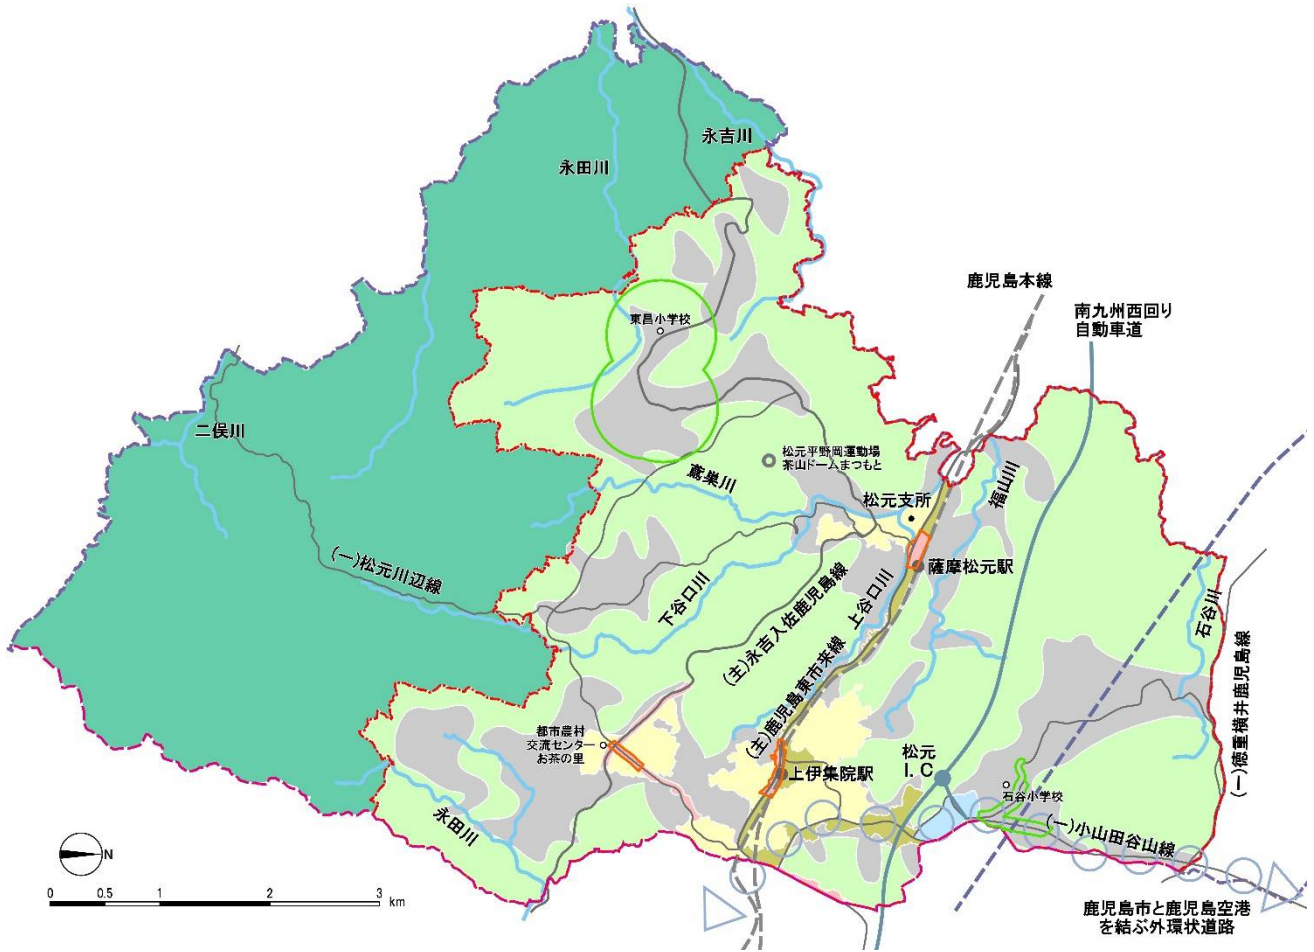 永吉川
永田川
鹿児島本線
南九州西回り
自動車道
東昌小学校
二俣川
松元平野岡運動場
茶山ドームまつもと
鳶巣川
松元支所
福山川
薩摩松元駅
(一)松元川辺線
下谷口川
(主)永吉入佐鹿児島線
上谷口川
(主)鹿児島東市来線
石谷川
(一)徳重横井鹿児島線
都市農村
交流センター
お茶の里
上伊集院駅
松元
I.C
石谷小学校
(一)小山田谷山線
永田川
N
0 0.5 1 2 3
km
鹿児島市と鹿児島空港
を結ぶ外環状道路